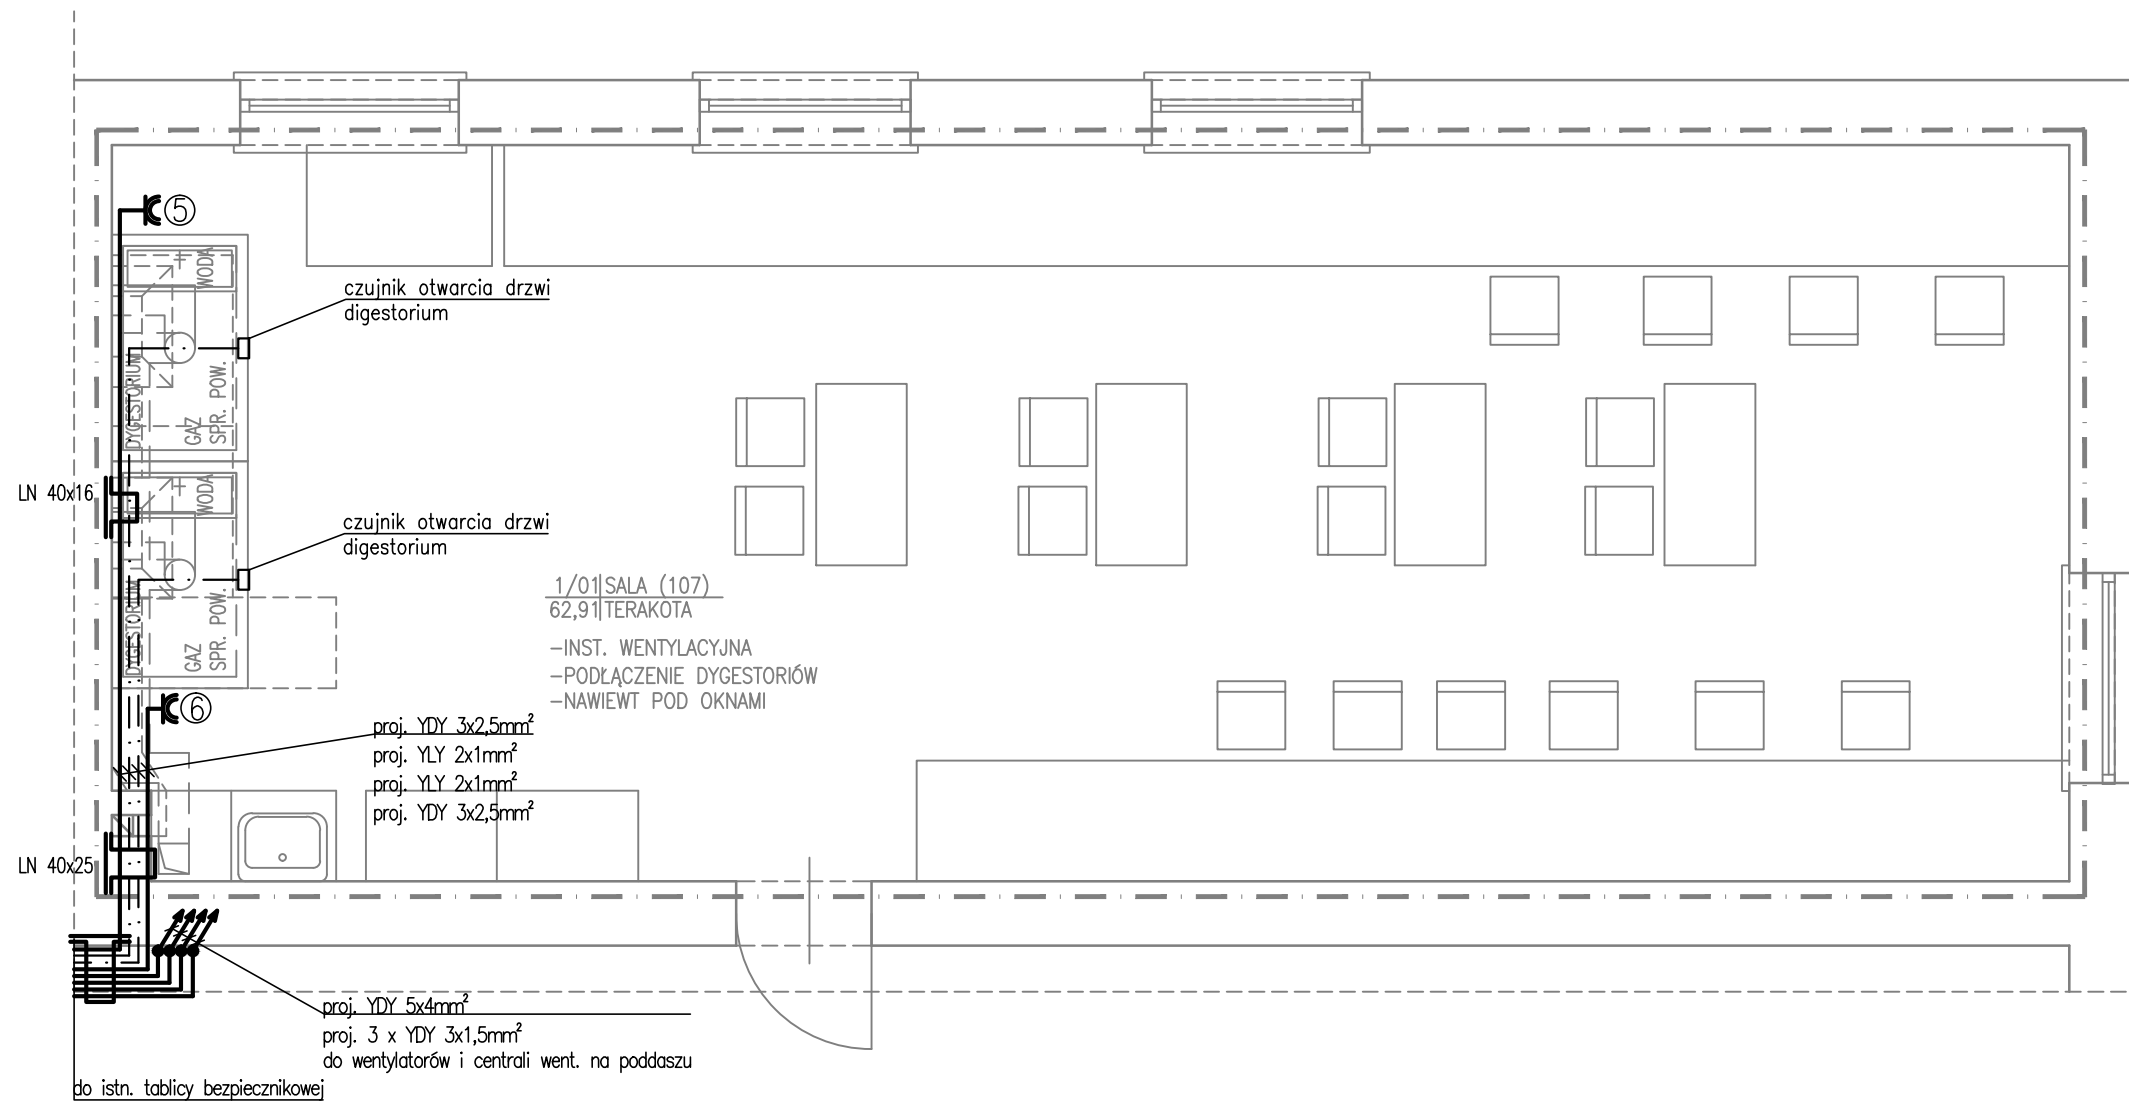 ⑤
WODA
czujnik otwarcia drzwi
digestorium
DYGESTORIUM
GAZ
SPR. POW.
LN 40x16
WODA
czujnik otwarcia drzwi
digestorium
DYGESTORIUM
GAZ
SPR. POW.
1/01 SALA (107)
62,91 TERAKOTA
-INST. WENTYLACYJNA
-PODŁĄCZENIE DYGESTORIÓW
-NAWIEWT POD OKNAMI
⑥
proj. YDY 3x2,5mm²
proj. YLY 2x1mm²
proj. YLY 2x1mm²
proj. YDY 3x2,5mm²
LN 40x25
proj. YDY 5x4mm²
proj. 3 x YDY 3x1,5mm²
do wentylatorów i centrali went. na poddaszu
do istn. tablicy bezpiecznikowej